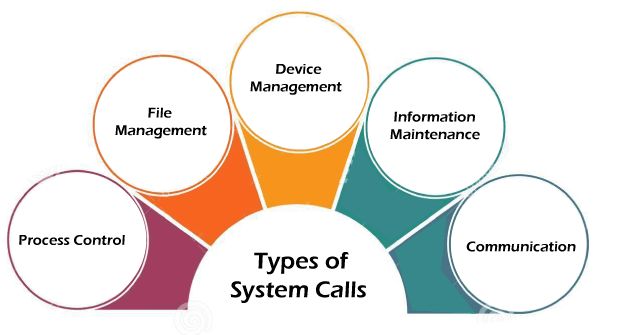 Device
Management
File
Management
Information
Maintenance
Process Control
Communication
Types of
System Calls